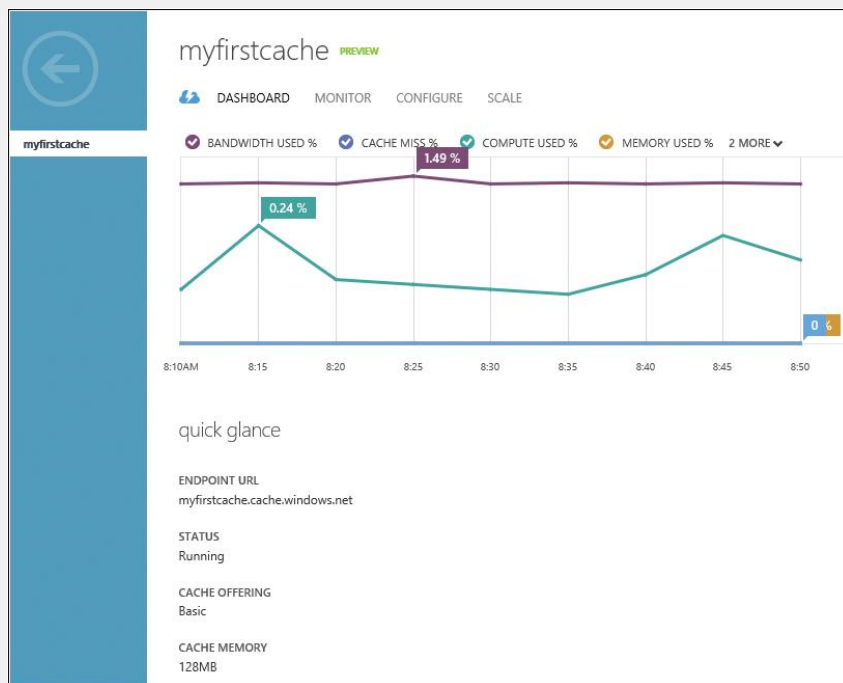 myfirstcache PREVIEW
DASHBOARD MONITOR CONFIGURE SCALE
myfirstcache
BANDWIDTH USED % CACHE MISS % COMPUTE USED % MEMORY USED % 2 MORE
1.49 %
0.24 %
0 %
8:10AM 8:15 8:20 8:25 8:30 8:35 8:40 8:45 8:50
quick glance
ENDPOINT URL
myfirstcache.cache.windows.net
STATUS
Running
CACHE OFFERING
Basic
CACHE MEMORY
128MB